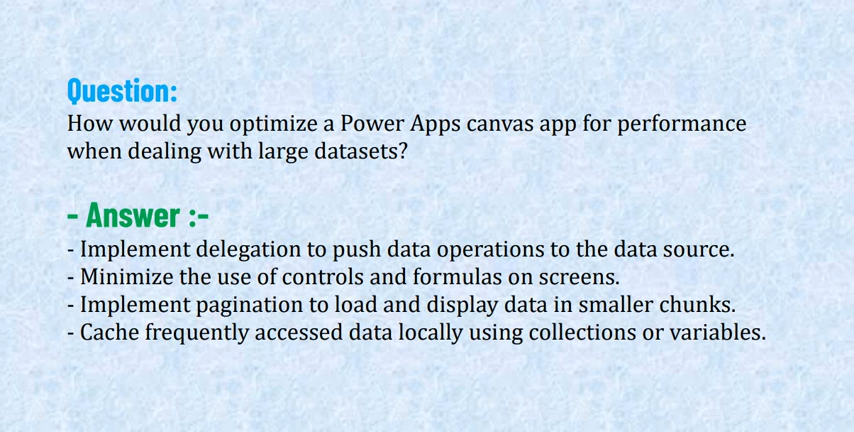 Question:
How would you optimize a Power Apps canvas app for performance
when dealing with large datasets?
- Answer :-
- Implement delegation to push data operations to the data source.
- Minimize the use of controls and formulas on screens.
- Implement pagination to load and display data in smaller chunks.
- Cache frequently accessed data locally using collections or variables.